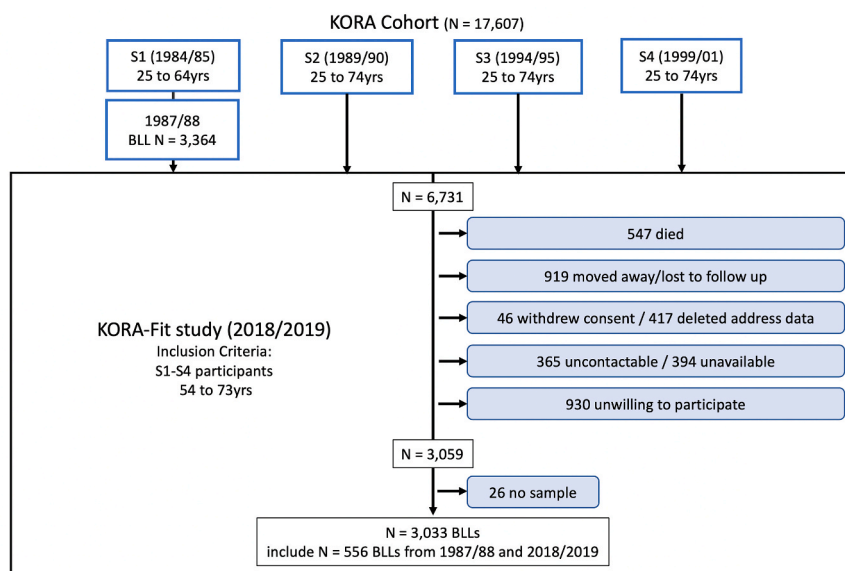 KORA Cohort (N = 17,607)
S1 (1984/85)
25 to 64yrs
S2 (1989/90)
25 to 74yrs
S3 (1994/95)
25 to 74yrs
S4 (1999/01)
25 to 74yrs
1987/88
BLL N = 3,364
N = 6,731
547 died
919 moved away/lost to follow up
46 withdrew consent / 417 deleted address data
365 uncontactable / 394 unavailable
930 unwilling to participate
KORA-Fit study (2018/2019)
Inclusion Criteria:
S1-S4 participants
54 to 73yrs
N = 3,059
26 no sample
N = 3,033 BLLs
include N = 556 BLLs from 1987/88 and 2018/2019